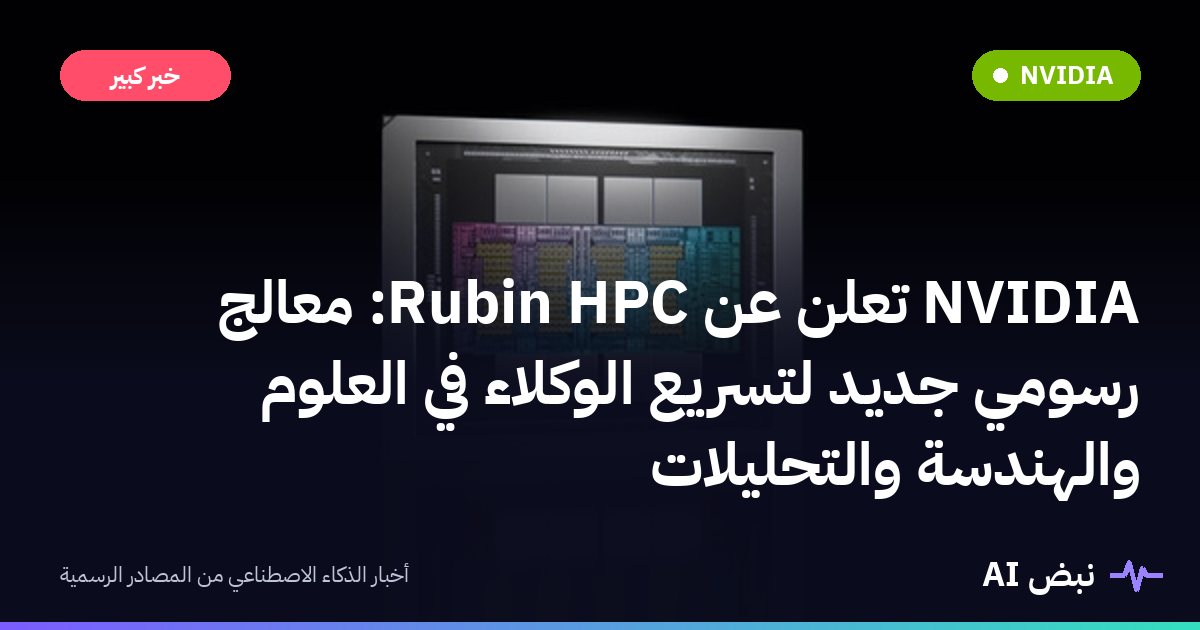 خبر كبير
NVIDIA
NVIDIA تعلن عن Rubin HPC: معالج
رسومي جديد لتسريع الوكلاء في العلوم
والهندسة والتحليلات
نبض AI
أخبار الذكاء الاصطناعي من المصادر الرسمية